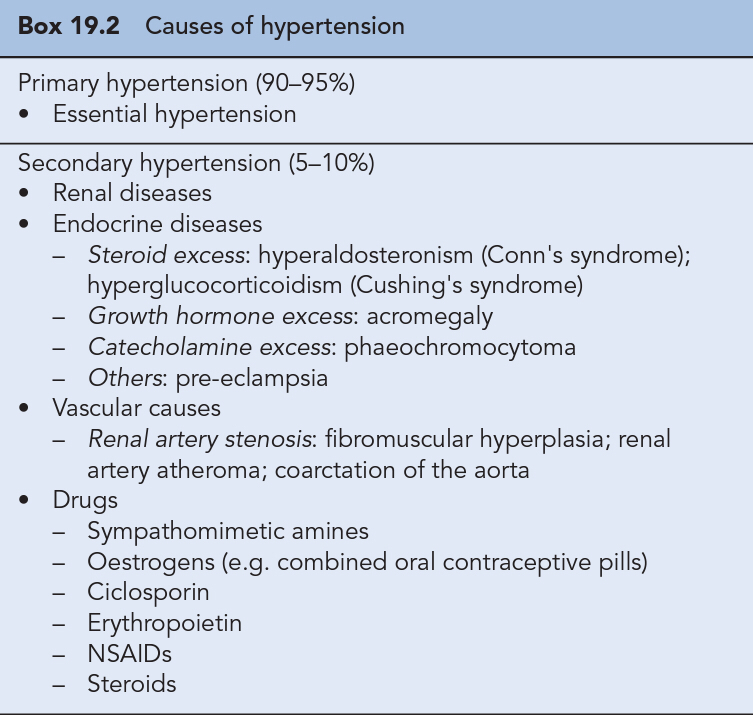 Box 19.2 Causes of hypertension
Primary hypertension (90–95%)
• Essential hypertension
Secondary hypertension (5–10%)
• Renal diseases
• Endocrine diseases
– Steroid excess: hyperaldosteronism (Conn's syndrome);
hyperglucocorticoidism (Cushing's syndrome)
– Growth hormone excess: acromegaly
– Catecholamine excess: phaeochromocytoma
– Others: pre-eclampsia
• Vascular causes
– Renal artery stenosis: fibromuscular hyperplasia; renal
artery atheroma; coarctation of the aorta
• Drugs
– Sympathomimetic amines
– Oestrogens (e.g. combined oral contraceptive pills)
– Ciclosporin
– Erythropoietin
– NSAIDs
– Steroids